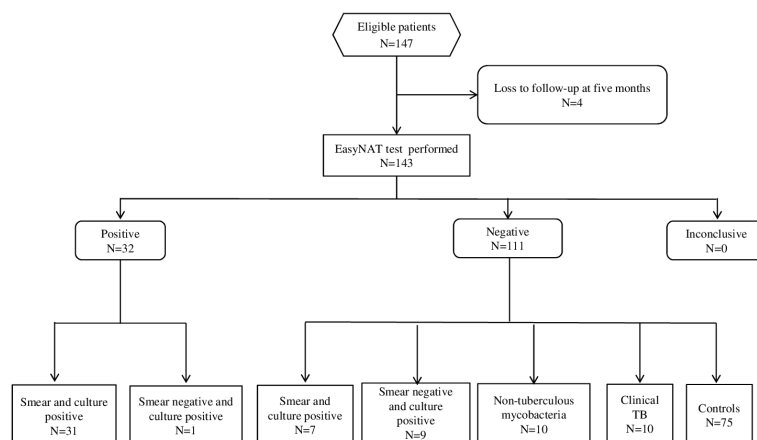 Eligible patients
N=147
Loss to follow-up at five months
N=4
EasyNAT test performed
N=143
Positive
N=32
Negative
N=111
Inconclusive
N=0
Smear and culture
positive
N=31
Smear negative and
culture positive
N=1
Smear and
culture positive
N=7
Smear negative
and culture
positive
N=9
Non-tuberculous
mycobacteria
N=10
Clinical
TB
N=10
Controls
N=75